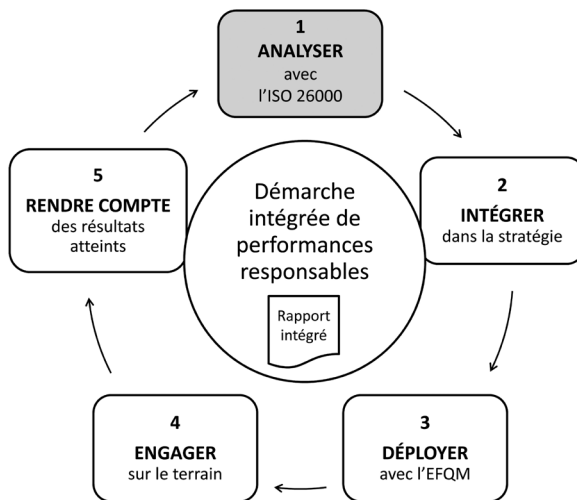 1
ANALYSER
avec
l'ISO 26000
2
INTÉGRER
dans la stratégie
3
DÉPLOYER
avec l'EFQM
4
ENGAGER
sur le terrain
5
RENDRE COMPTE
des résultats
atteints
Démarche
intégrée de
performances
responsables
Rapport
intégré